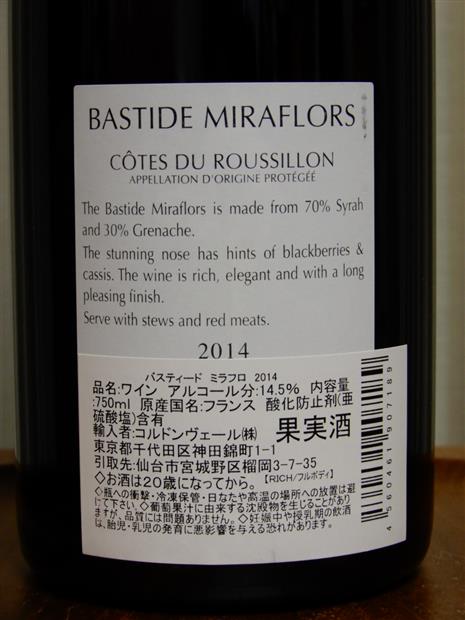 BASTIDE MIRAFLORS
CÔTES DU ROUSSILLON
APPELLATION D'ORIGINE PROTÉGÉE
The Bastide Miraflors is made from 70% Syrah
and 30% Grenache.
The stunning nose has hints of blackberries &
cassis. The wine is rich, elegant and with a long
pleasing finish.
Serve with stews and red meats.
2014
バスティード ミラフロ 2014
品名:ワイン アルコール分:14.5% 内容量
:750ml 原産国名:フランス 酸化防止剤(亜
硫酸塩)含有
輸入者:コルドンヴェール㈱ 果実酒
東京都千代田区神田錦町1-1
引取先:仙台市宮城野区榴岡3-7-35
◇お酒は20歳になってから。【RICH/フルボディ】
◇瓶への衝撃・冷凍保管・日なたや高温の場所への放置は避
けて下さい。◇葡萄果汁に由来する沈殿物を生じることがあり
ますが、品質には問題ありません。◇妊娠中や授乳期の飲酒
は、胎児・乳児の発育に悪影響を与える恐れがあります。
4560461907189